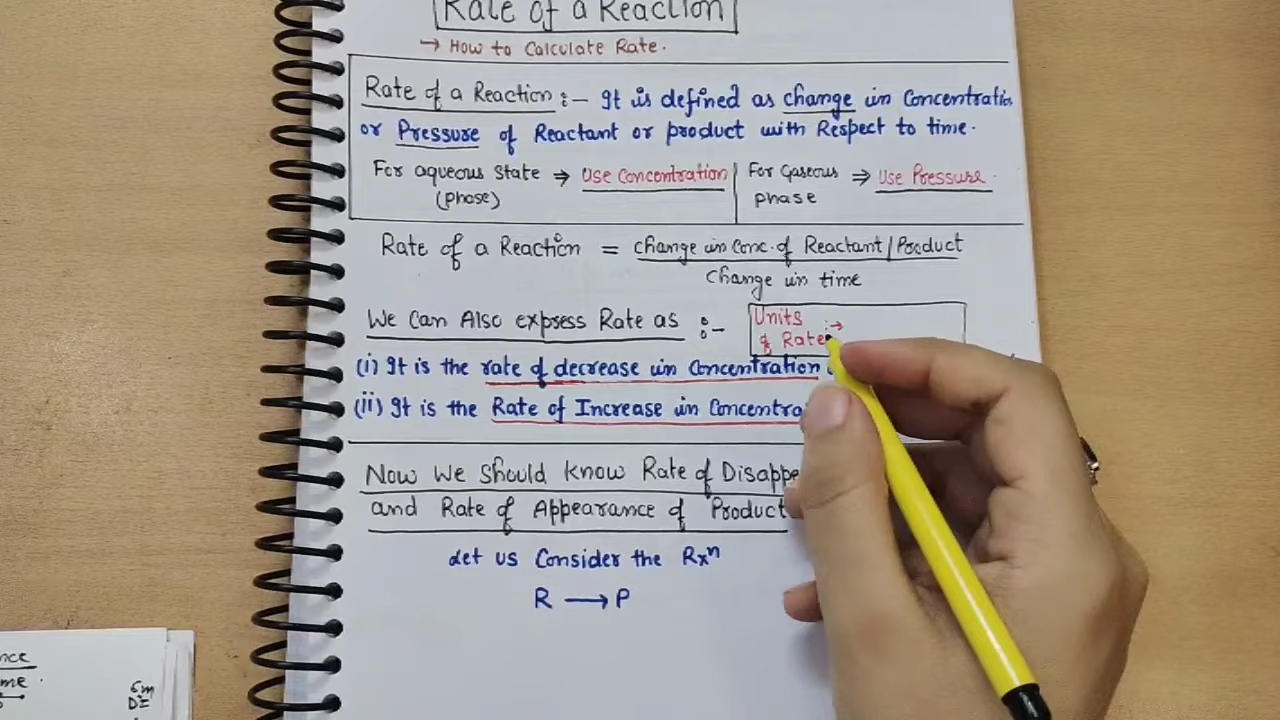 Rate of a Reaction
→ How to Calculate Rate.
Rate of a Reaction :- It is defined as change in Concentratio
or Pressure of Reactant or product with Respect to time.
For aqueous State → Use Concentration
(phase)
For Gaseous ⇒ Use Pressure.
phase
Rate of a Reaction = Change in Conc. of Reactant/Product
Change in time
We Can Also express Rate as :-
Units :→
of Rate
(i) It is the rate of decrease in Concentration
(ii) It is the Rate of Increase in Concentra
Now We Should know Rate of Disappe
and Rate of Appearance of Product
Let us Consider the Rxⁿ
R → P
nce
me.